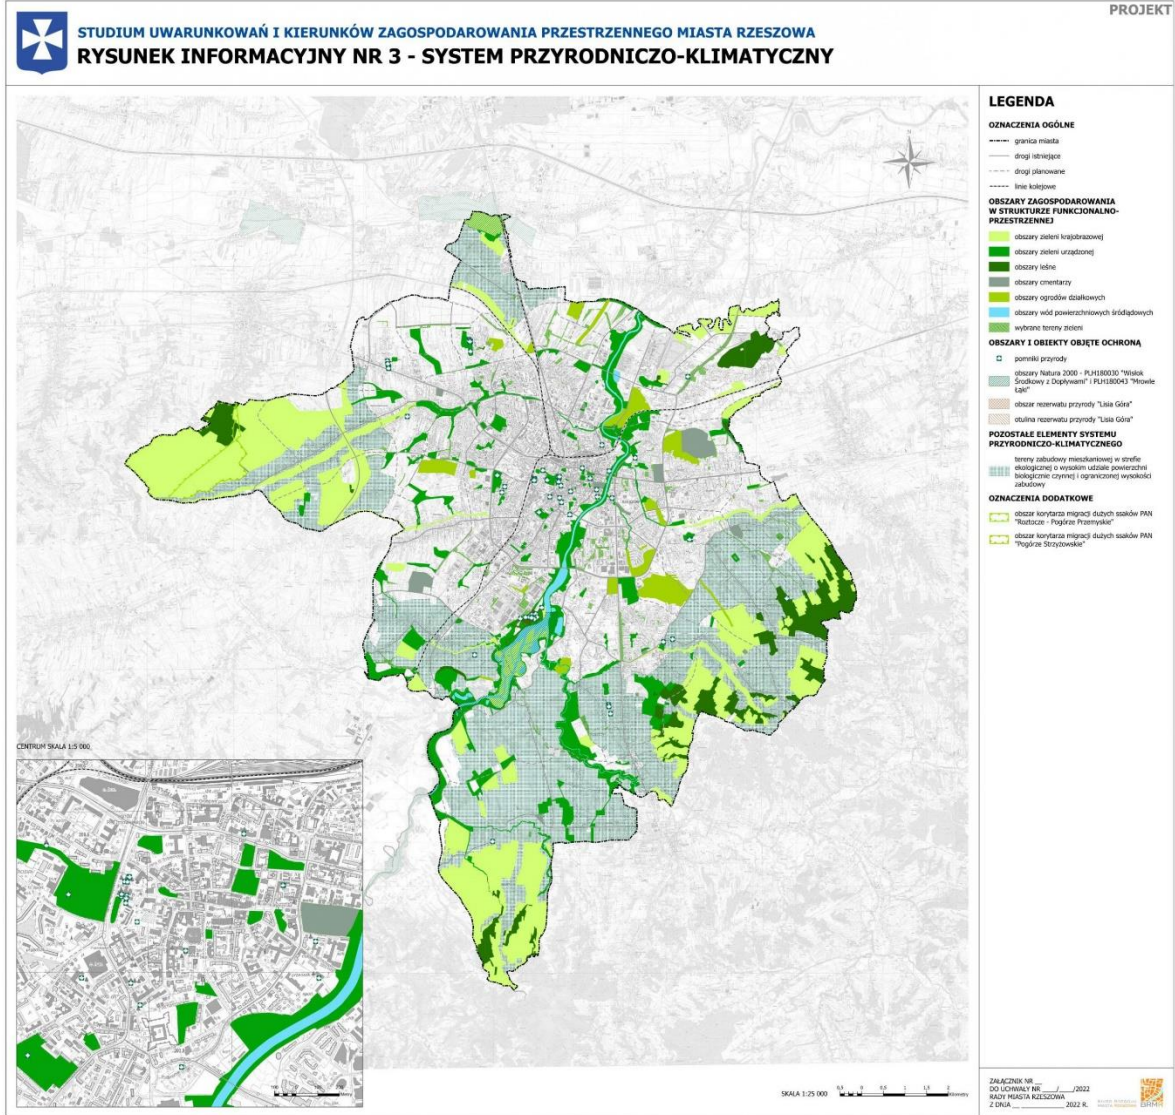 PROJEKT
STUDIUM UWARUNKOWAŃ I KIERUNKÓW ZAGOSPODAROWANIA PRZESTRZENNEGO MIASTA RZESZOWA
RYSUNEK INFORMACYJNY NR 3 - SYSTEM PRZYRODNICZO-KLIMATYCZNY
LEGENDA
OZNACZENIA OGÓLNE
granica miasta
drogi istniejące
drogi planowane
linie kolejowe
OBSZARY ZAGOSPODAROWANIA
W STRUKTURZE FUNKCJONALNO-
PRZESTRZENNEJ
obszary zieleni krajobrazowej
obszary zieleni urządzonej
obszary leśne
obszary cmentarzy
obszary ogrodów działkowych
obszary wód powierzchniowych śródlądowych
wybrane tereny zieleni
OBSZARY I OBIEKTY OBJĘTE OCHRONĄ
pomniki przyrody
obszary Natura 2000 - PLH180030 "Wisłok
Środkowy z Dopływami" i PLH180043 "Mrowle
Łąki"
obszar rezerwatu przyrody "Lisia Góra"
otulina rezerwatu przyrody "Lisia Góra"
POZOSTAŁE ELEMENTY SYSTEMU
PRZYRODNICZO-KLIMATYCZNEGO
tereny zabudowy mieszkaniowej w strefie
ekologicznej o wysokim udziale powierzchni
biologicznie czynnej i ograniczonej wysokości
zabudowy
OZNACZENIA DODATKOWE
obszar korytarza migracji dużych ssaków PAN
"Roztocze - Pogórze Przemyskie"
obszar korytarza migracji dużych ssaków PAN
"Pogórze Strzyżowskie"
CENTRUM SKALA 1:5 000
SKALA 1:25 000
ZAŁĄCZNIK NR __
DO UCHWAŁY NR ____/____/2022
RADY MIASTA RZESZOWA
Z DNIA ____________ 2022 R.
BRMR